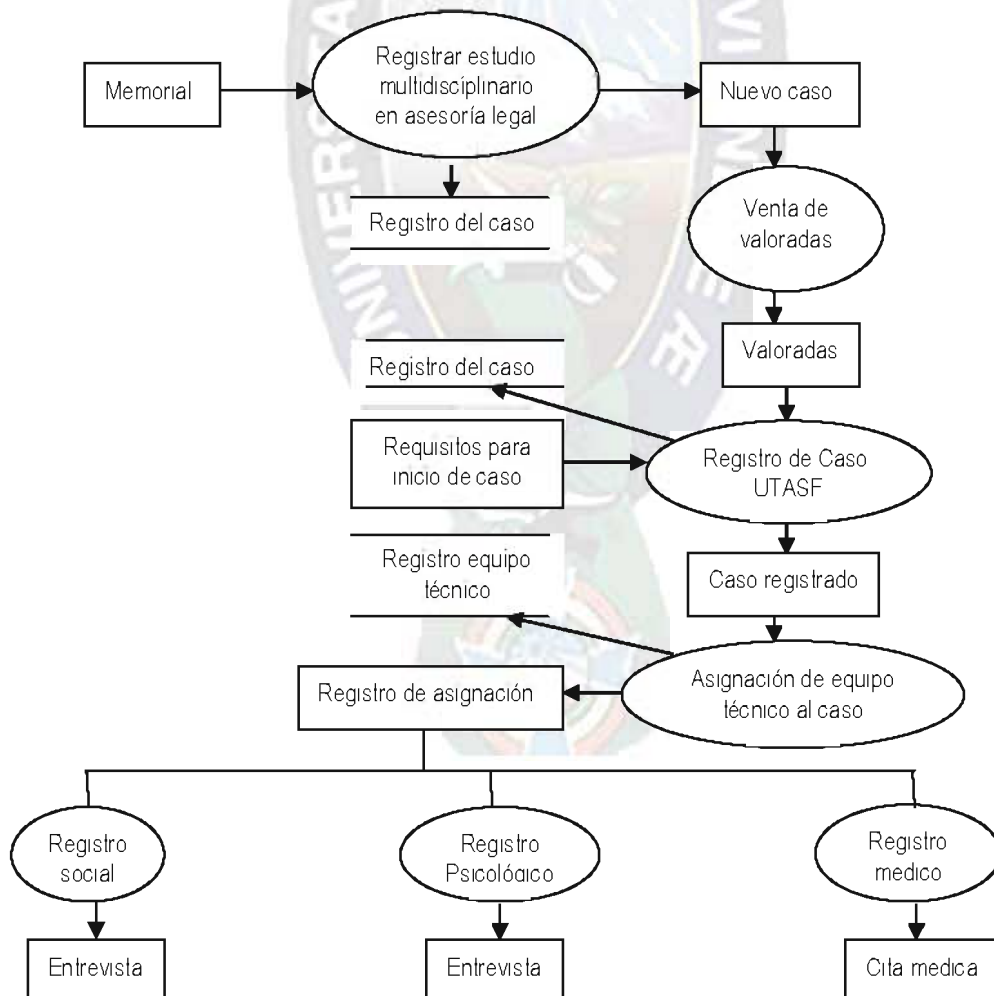 Memorial
Registrar estudio
multidisciplinario
en asesoría legal
Nuevo caso
Registro del caso
Venta de
valoradas
Valoradas
Registro del caso
Requisitos para
inicio de caso
Registro de Caso
UTASF
Registro equipo
técnico
Caso registrado
Registro de asignación
Asignación de equipo
técnico al caso
Registro
social
Registro
Psicológico
Registro
medico
Entrevista
Entrevista
Cita medica